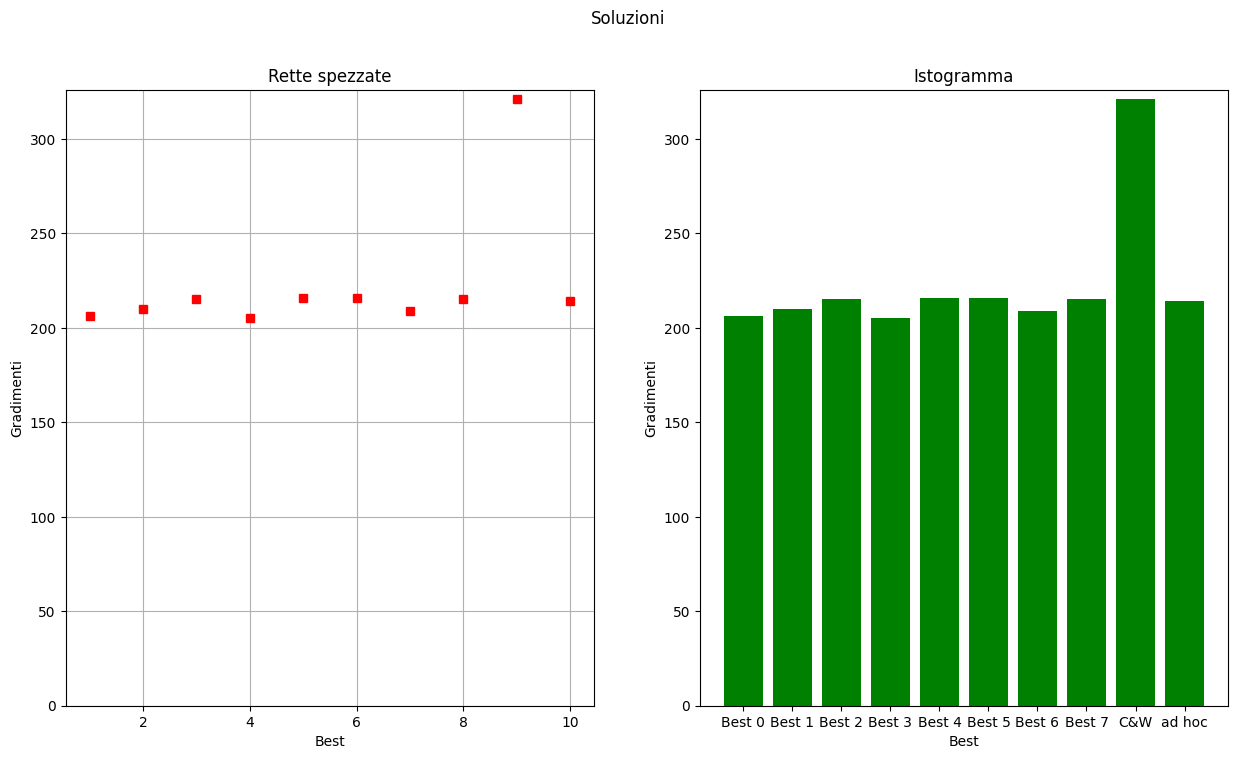 Soluzioni
Rette spezzate
300
250
200
150
100
50
0
Gradimenti
2 4 6 8 10
Best
Istogramma
300
250
200
150
100
50
0
Gradimenti
Best 0 Best 1 Best 2 Best 3 Best 4 Best 5 Best 6 Best 7 C&W ad hoc
Best